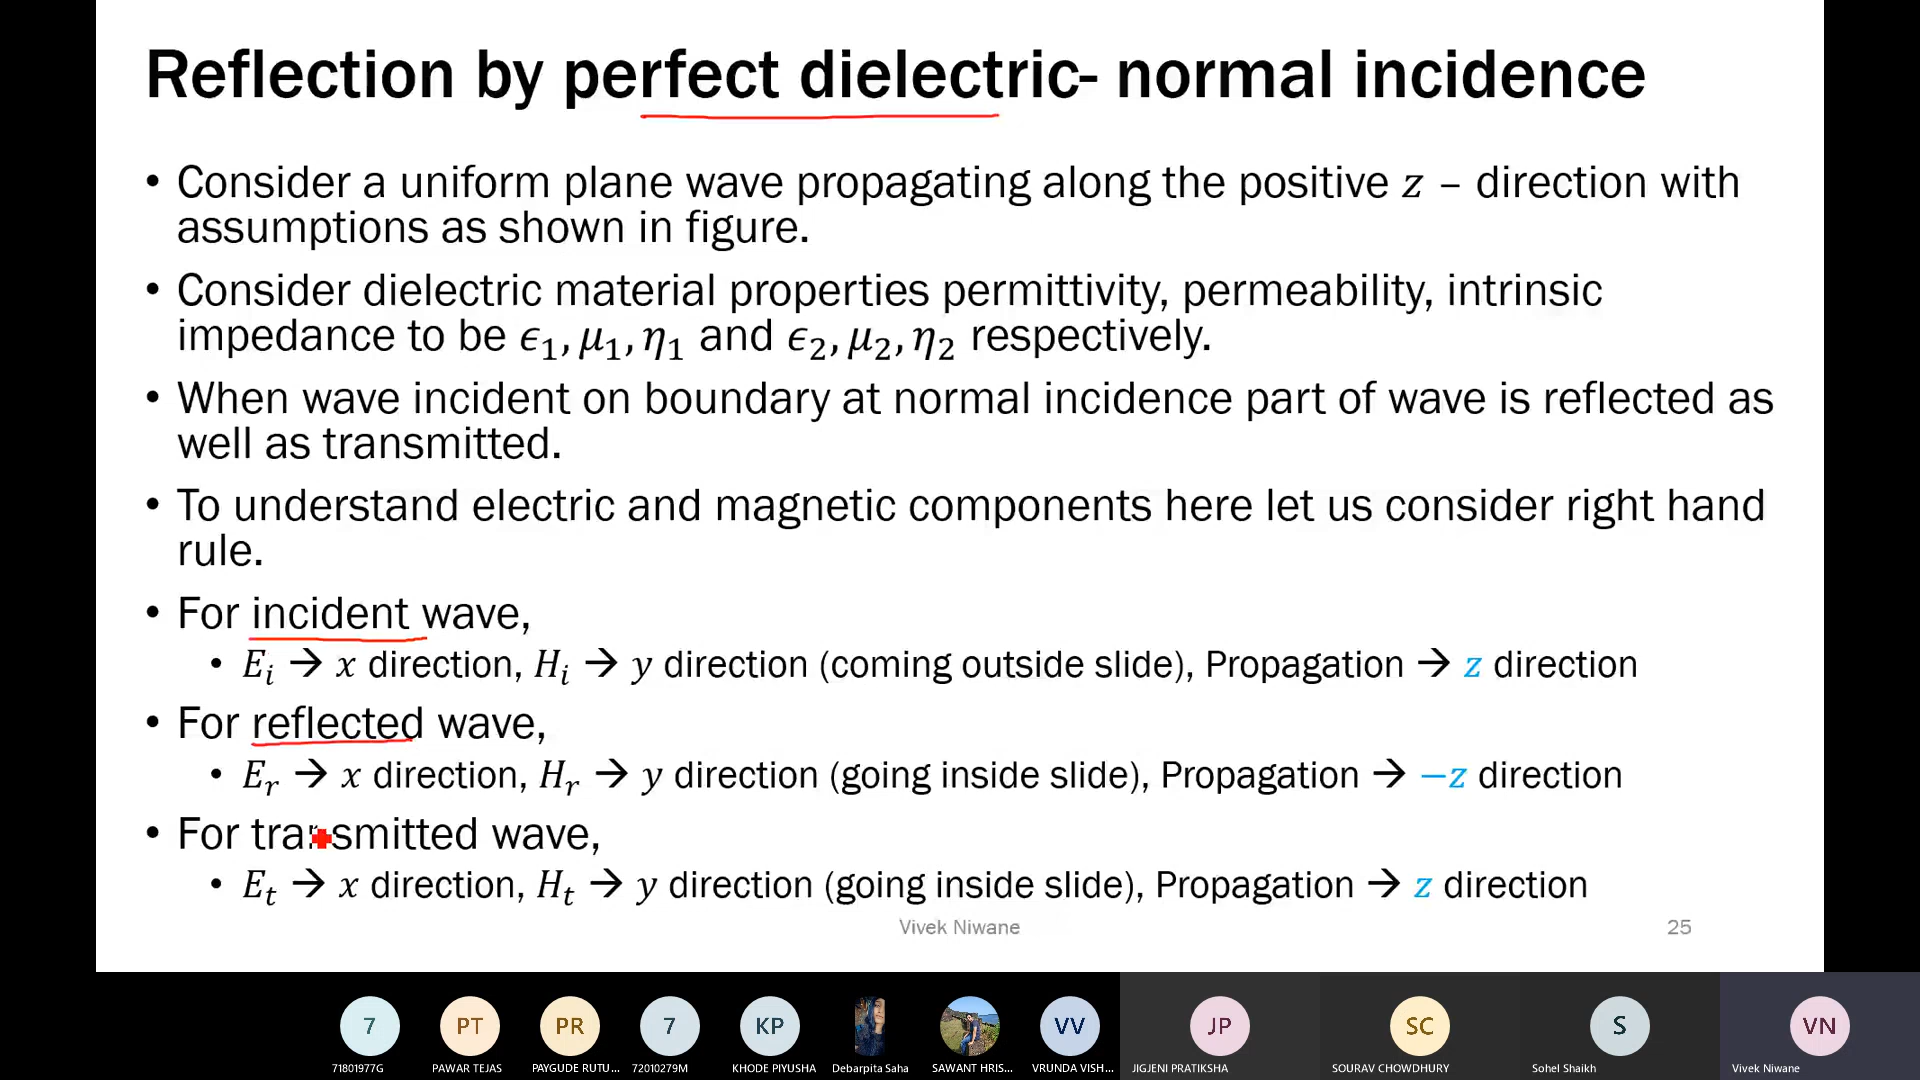 Reflection by perfect dielectric- normal incidence
• Consider a uniform plane wave propagating along the positive z – direction with
assumptions as shown in figure.
• Consider dielectric material properties permittivity, permeability, intrinsic
impedance to be ϵ₁, μ₁, η₁ and ϵ₂, μ₂, η₂ respectively.
• When wave incident on boundary at normal incidence part of wave is reflected as
well as transmitted.
• To understand electric and magnetic components here let us consider right hand
rule.
• For incident wave,
• Eᵢ → x direction, Hᵢ → y direction (coming outside slide), Propagation → z direction
• For reflected wave,
• Eᵣ → x direction, Hᵣ → y direction (going inside slide), Propagation → −z direction
• For transmitted wave,
• Eₜ → x direction, Hₜ → y direction (going inside slide), Propagation → z direction
Vivek Niwane 25
7 PT PR 7 KP VV JP SC S VN
71801977G PAWAR TEJAS PAYGUDE RUTU... 72010279M KHODE PIYUSHA Debarpita Saha SAWANT HRIS... VRUNDA VISH... JIGJENI PRATIKSHA SOURAV CHOWDHURY Sohel Shaikh Vivek Niwane